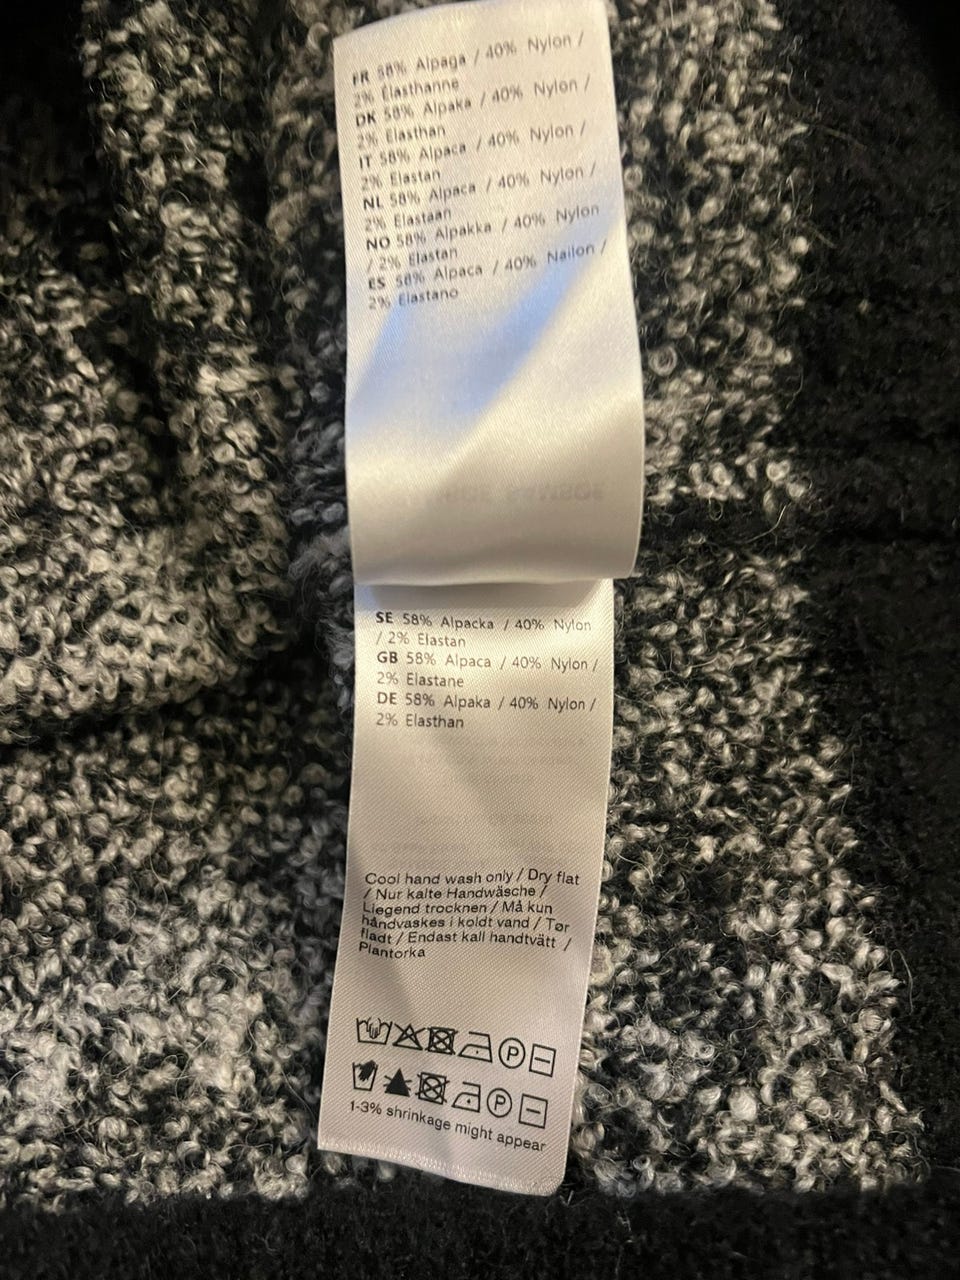 FR 58% Alpaga / 40% Nylon /
2% Élasthanne
DK 58% Alpaka / 40% Nylon /
2% Elasthan
IT 58% Alpaca / 40% Nylon /
2% Elastan
NL 58% Alpaca / 40% Nylon /
2% Elastaan
NO 58% Alpakka / 40% Nylon
/ 2% Elastan
ES 58% Alpaca / 40% Nailon /
2% Elastano
SE 58% Alpacka / 40% Nylon
/ 2% Elastan
GB 58% Alpaca / 40% Nylon /
2% Elastane
DE 58% Alpaka / 40% Nylon /
2% Elasthan
Cool hand wash only / Dry flat
/ Nur kalte Handwäsche /
Liegend trocknen / Må kun
håndvaskes i koldt vand / Tør
fladt / Endast kall handtvätt /
Plantorka
P
P
1-3% shrinkage might appear